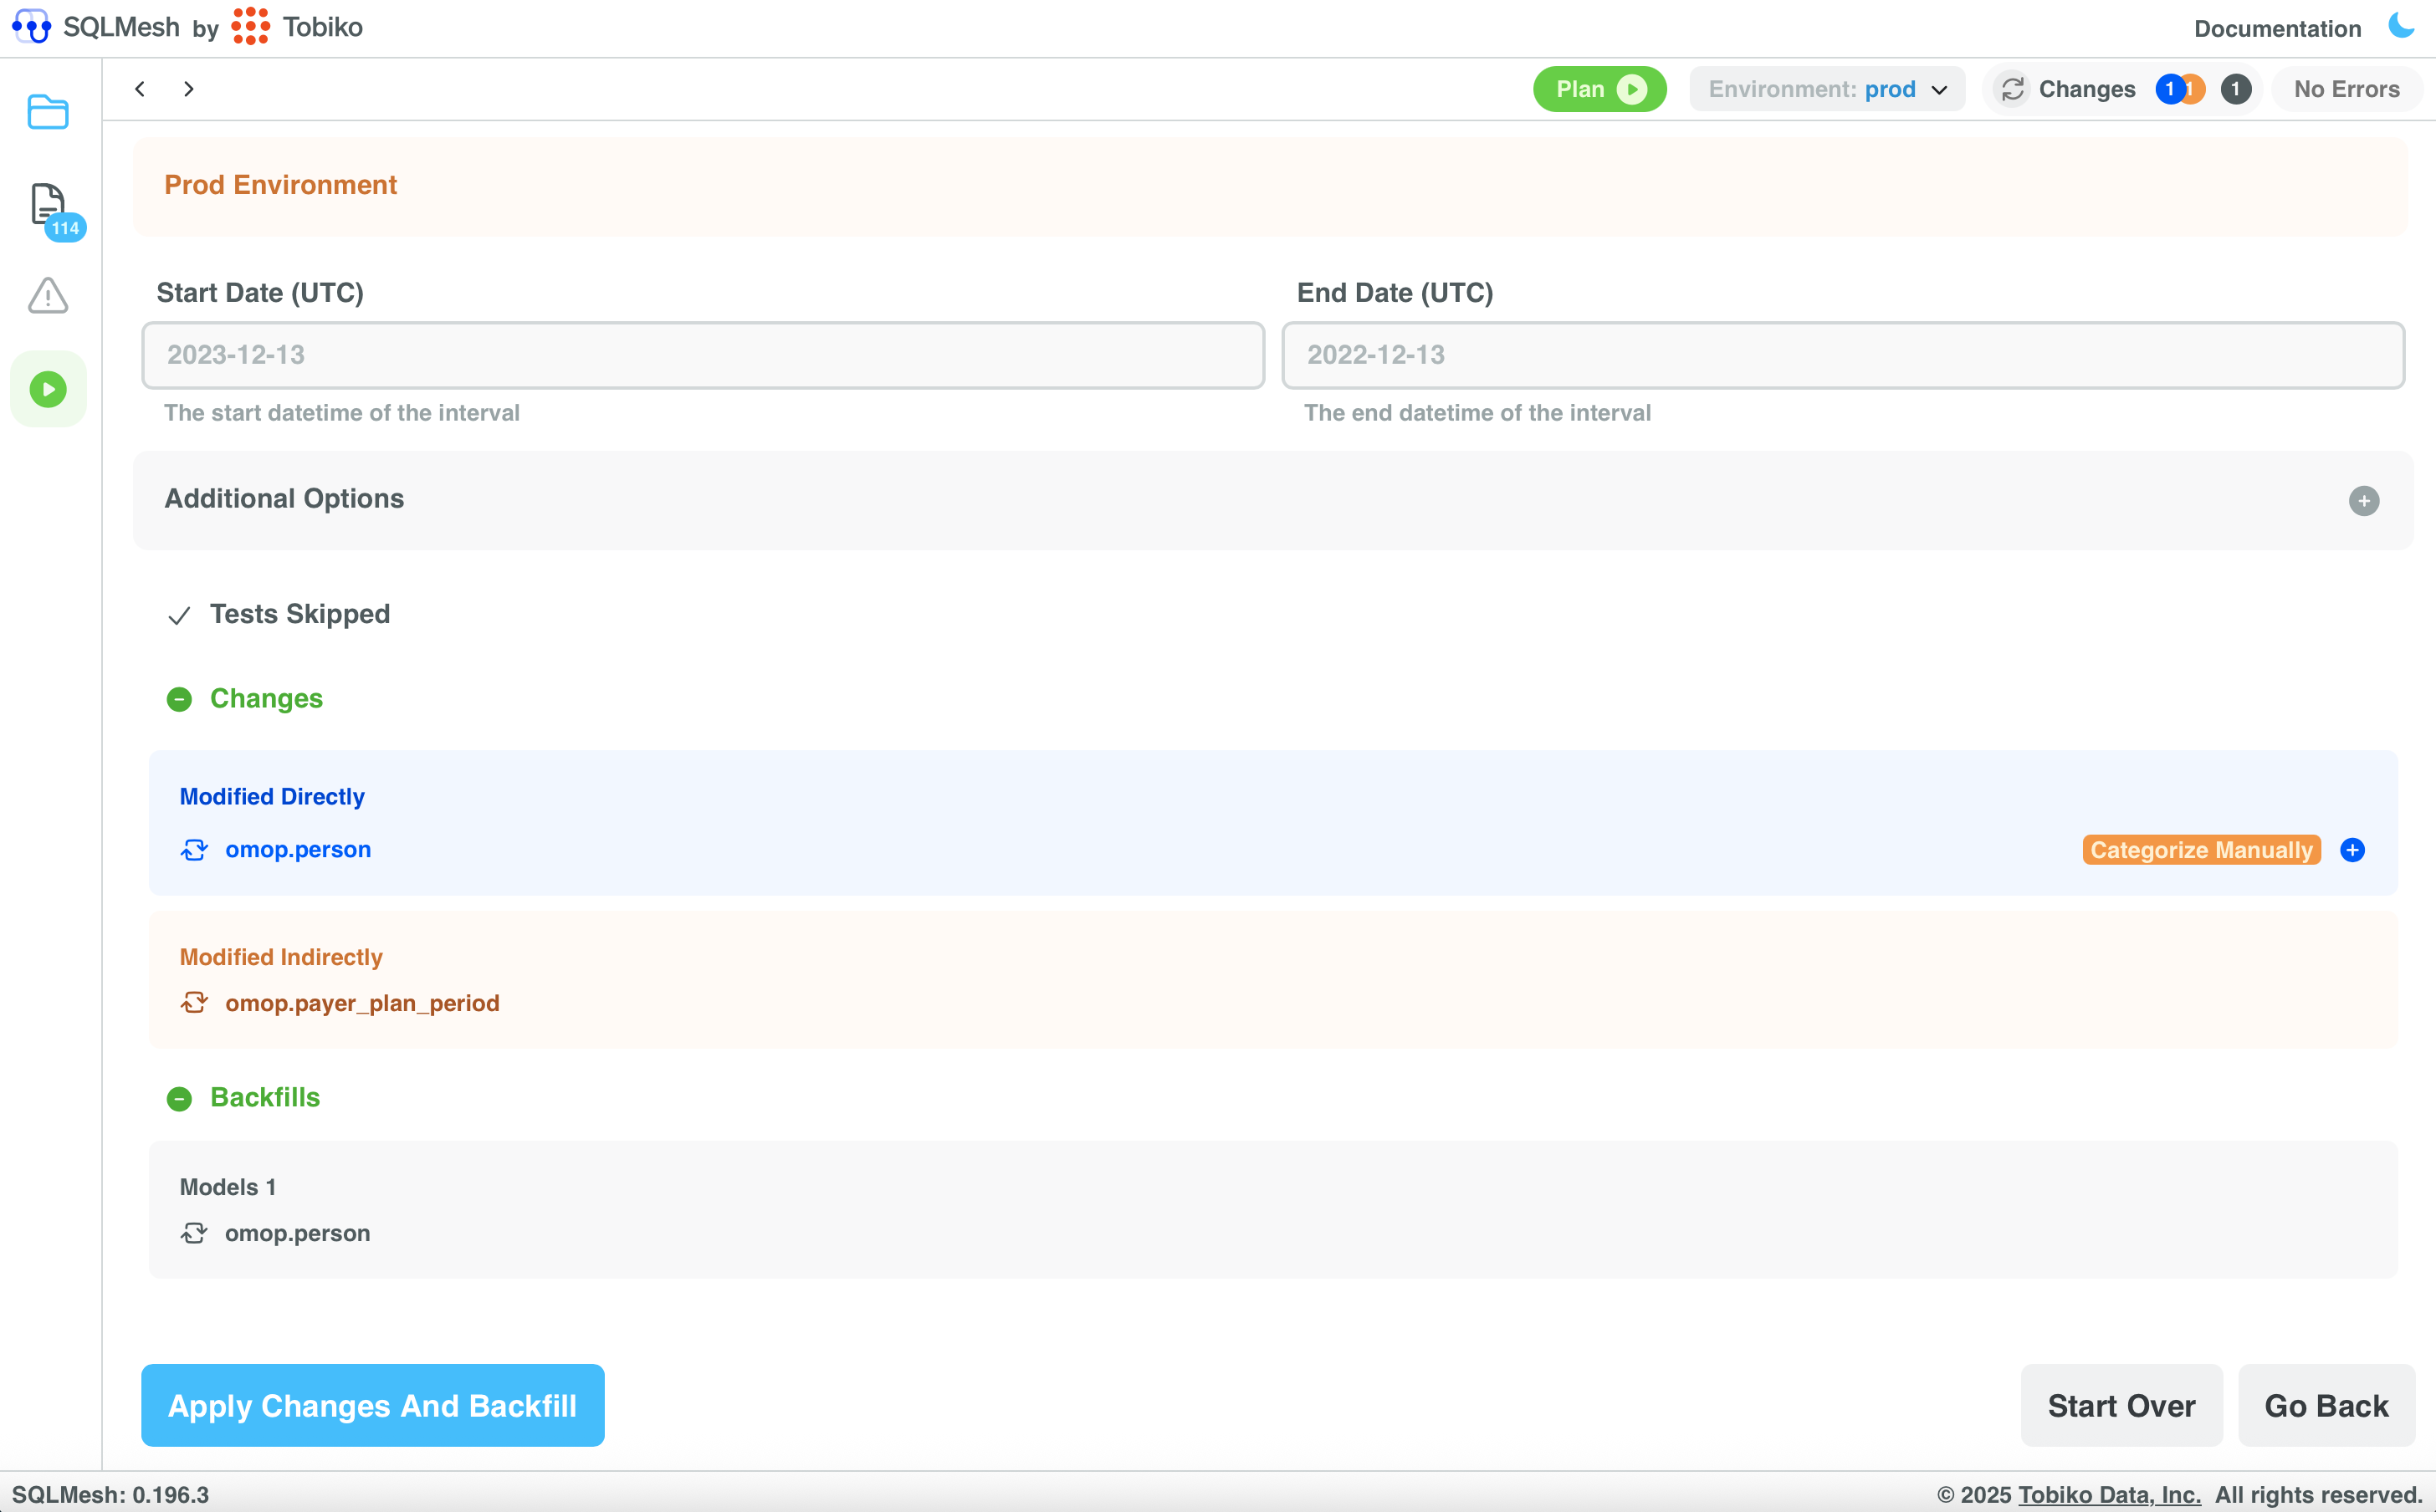 SQLMesh by Tobiko
Documentation
Plan
Environment: prod
Changes 1 1 1
No Errors
114
Prod Environment
Start Date (UTC)
End Date (UTC)
2023-12-13
2022-12-13
The start datetime of the interval
The end datetime of the interval
Additional Options
Tests Skipped
Changes
Modified Directly
omop.person
Categorize Manually
Modified Indirectly
omop.payer_plan_period
Backfills
Models 1
omop.person
Apply Changes And Backfill
Start Over
Go Back
SQLMesh: 0.196.3
© 2025 Tobiko Data, Inc. All rights reserved.